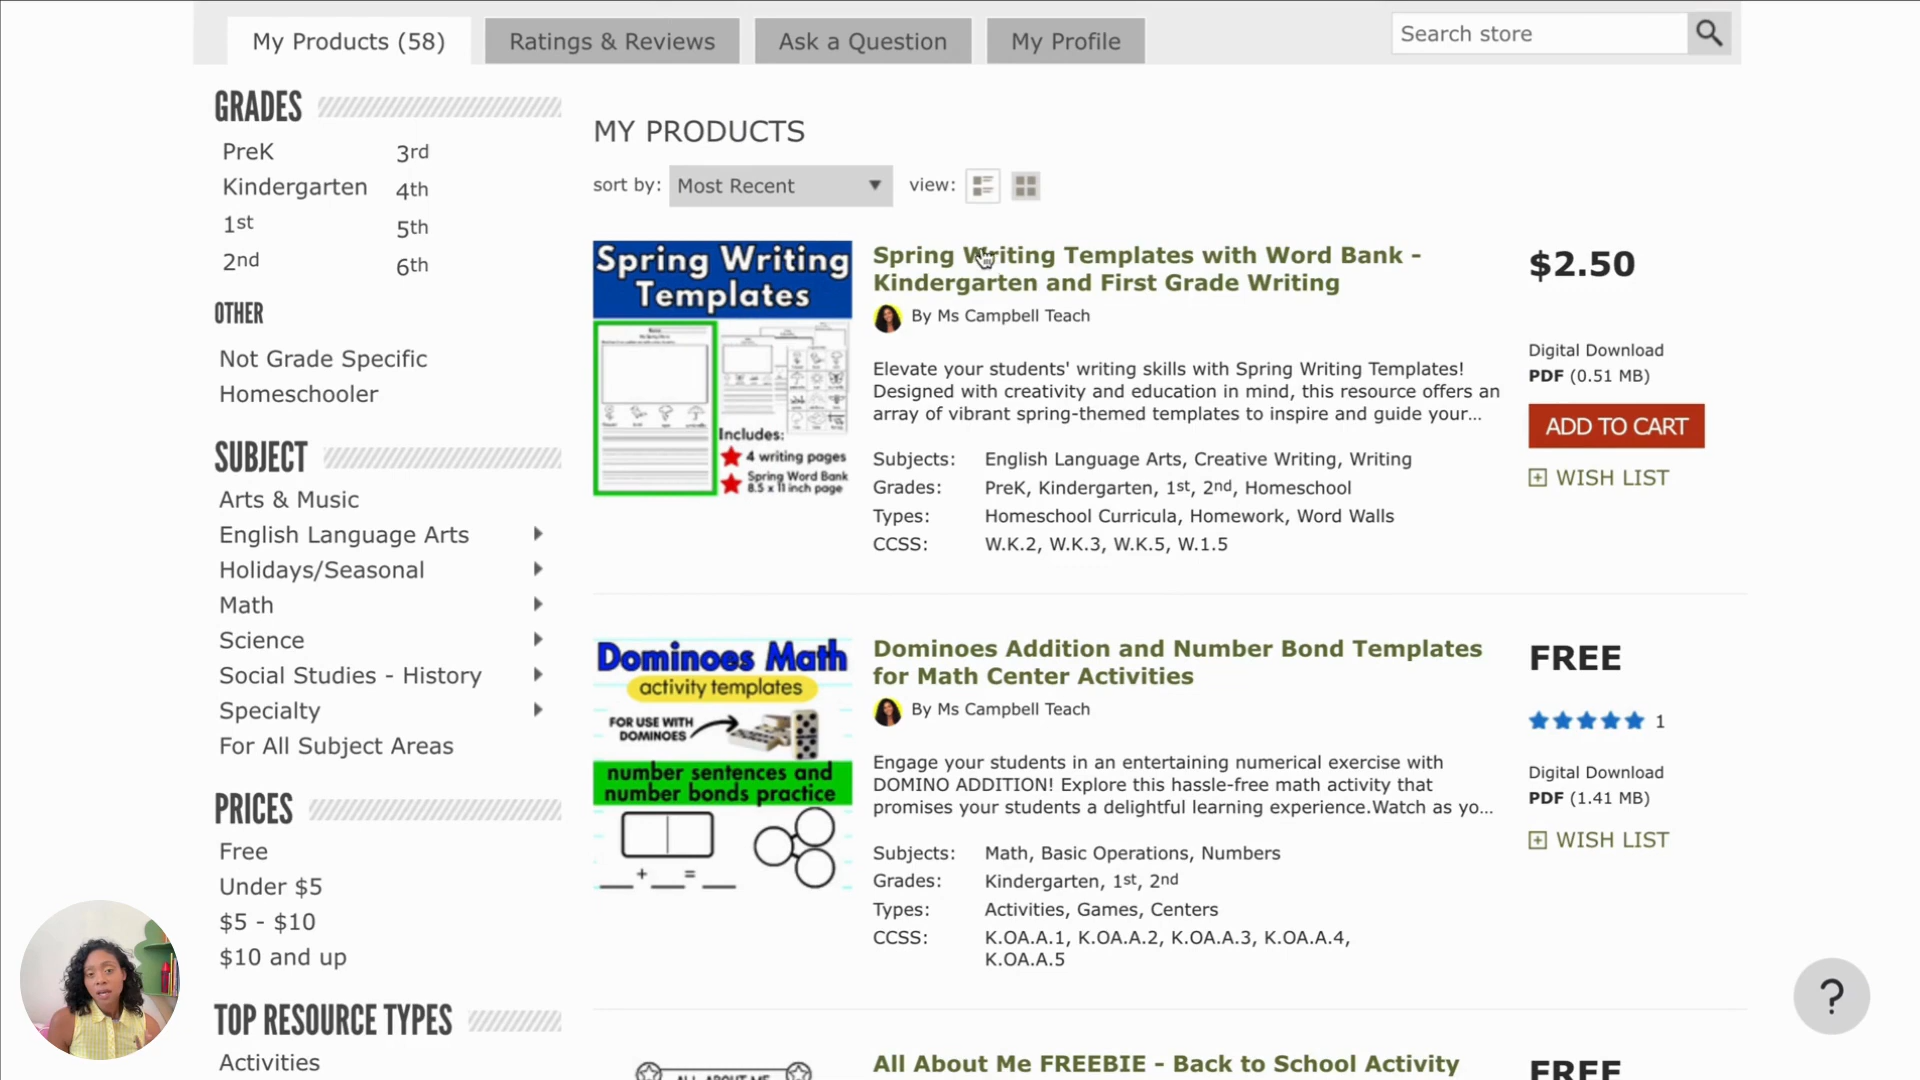 My Products (58)
Ratings & Reviews
Ask a Question
My Profile
Search store
GRADES
PreK
3rd
Kindergarten
4th
1st
5th
2nd
6th
OTHER
Not Grade Specific
Homeschooler
SUBJECT
Arts & Music
English Language Arts
Holidays/Seasonal
Math
Science
Social Studies - History
Specialty
For All Subject Areas
PRICES
Free
Under $5
$5 - $10
$10 and up
TOP RESOURCE TYPES
Activities
MY PRODUCTS
sort by:
Most Recent
view:
Spring Writing
Templates
Includes:
4 writing pages
Spring Word Bank
8.5 x 11 inch page
Spring Writing Templates with Word Bank -
Kindergarten and First Grade Writing
By Ms Campbell Teach
Elevate your students' writing skills with Spring Writing Templates!
Designed with creativity and education in mind, this resource offers an
array of vibrant spring-themed templates to inspire and guide your...
Subjects: English Language Arts, Creative Writing, Writing
Grades: PreK, Kindergarten, 1st, 2nd, Homeschool
Types: Homeschool Curricula, Homework, Word Walls
CCSS: W.K.2, W.K.3, W.K.5, W.1.5
$2.50
Digital Download
PDF (0.51 MB)
ADD TO CART
WISH LIST
Dominoes Math
activity templates
FOR USE WITH
DOMINOES
number sentences and
number bonds practice
+ =
Dominoes Addition and Number Bond Templates
for Math Center Activities
By Ms Campbell Teach
Engage your students in an entertaining numerical exercise with
DOMINO ADDITION! Explore this hassle-free math activity that
promises your students a delightful learning experience.Watch as yo...
Subjects: Math, Basic Operations, Numbers
Grades: Kindergarten, 1st, 2nd
Types: Activities, Games, Centers
CCSS: K.OA.A.1, K.OA.A.2, K.OA.A.3, K.OA.A.4,
K.OA.A.5
FREE
1
Digital Download
PDF (1.41 MB)
WISH LIST
ALL ABOUT ME
All About Me FREEBIE - Back to School Activity
FREE
?